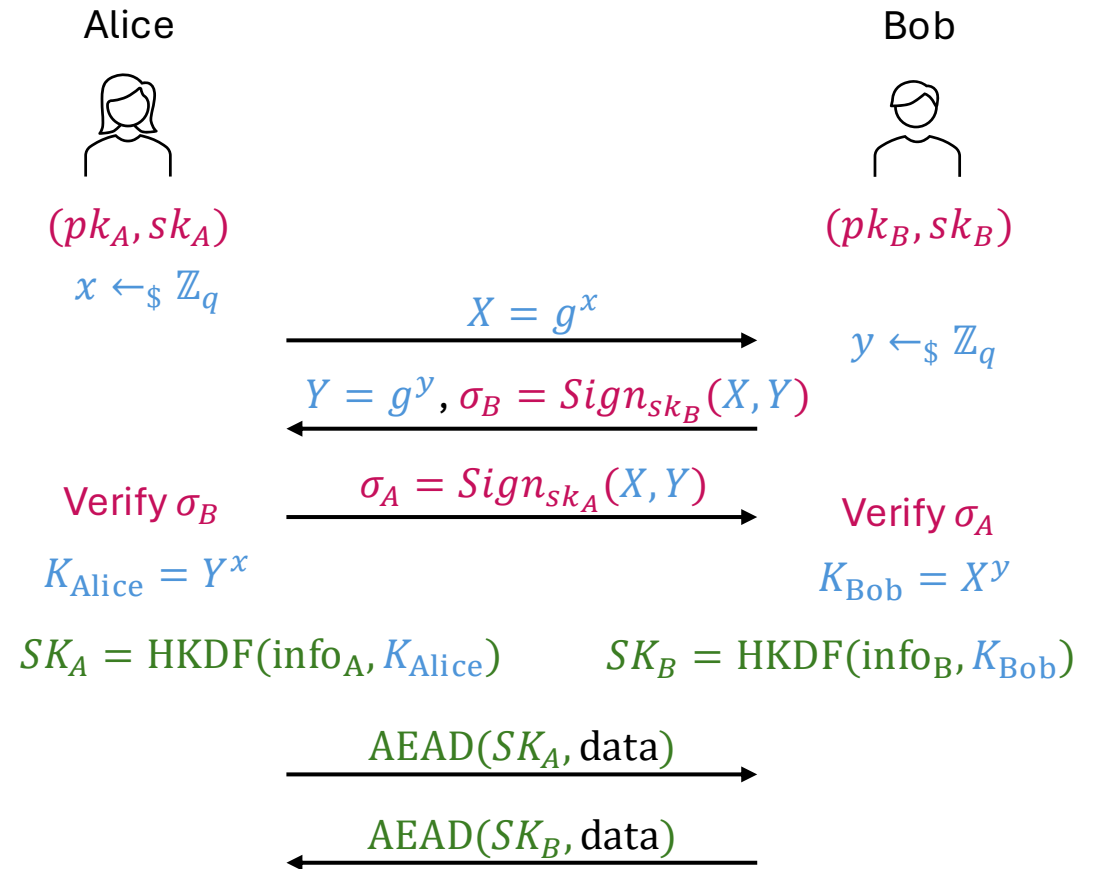 Alice Bob
(pk_A, sk_A) (pk_B, sk_B)
x ←_$ ℤ_q
X = g^x
y ←_$ ℤ_q
Y = g^y, σ_B = Sign_{sk_B}(X, Y)
σ_A = Sign_{sk_A}(X, Y)
Verify σ_B Verify σ_A
K_Alice = Y^x K_Bob = X^y
SK_A = HKDF(info_A, K_Alice) SK_B = HKDF(info_B, K_Bob)
AEAD(SK_A, data)
AEAD(SK_B, data)